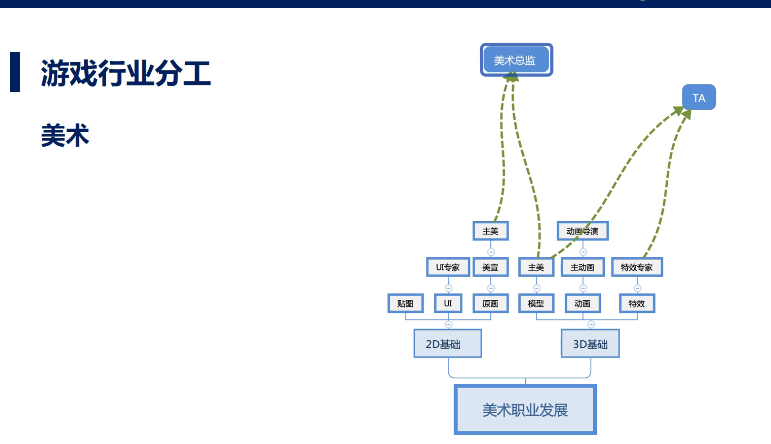 游戏行业分工
美术
美术总监
TA
主美
动画导演
UI专家
美宣
主美
主动画
特效专家
贴图
UI
原画
模型
动画
特效
2D基础
3D基础
美术职业发展